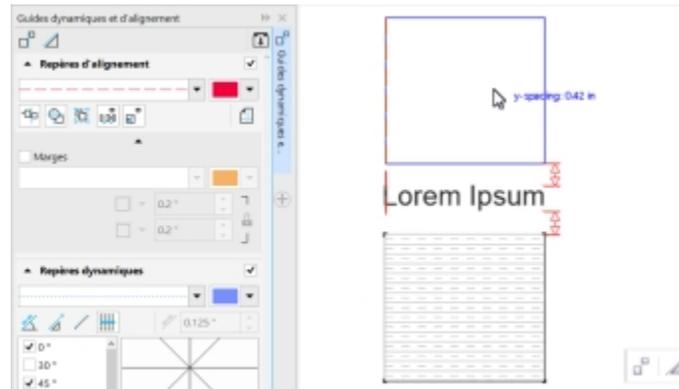 Guides dynamiques et d'alignement
Guides dynamiques e...
Repères d'alignement
Marges
0.2 "
0.2 "
Repères dynamiques
0.125 "
0 °
30 °
45 °
y-spacing: 0.42 in
Lorem Ipsum